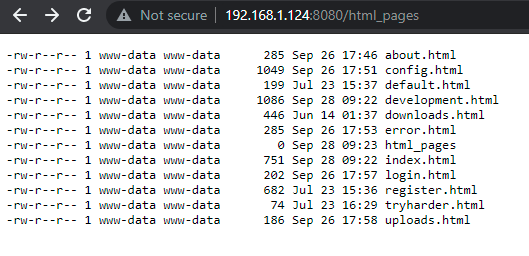 Not secure | 192.168.1.124:8080/html_pages
-rw-r--r-- 1 www-data www-data 285 Sep 26 17:46 about.html
-rw-r--r-- 1 www-data www-data 1049 Sep 26 17:51 config.html
-rw-r--r-- 1 www-data www-data 199 Jul 23 15:37 default.html
-rw-r--r-- 1 www-data www-data 1086 Sep 28 09:22 development.html
-rw-r--r-- 1 www-data www-data 446 Jun 14 01:37 downloads.html
-rw-r--r-- 1 www-data www-data 285 Sep 26 17:53 error.html
-rw-r--r-- 1 www-data www-data 0 Sep 28 09:23 html_pages
-rw-r--r-- 1 www-data www-data 751 Sep 28 09:22 index.html
-rw-r--r-- 1 www-data www-data 202 Sep 26 17:57 login.html
-rw-r--r-- 1 www-data www-data 682 Jul 23 15:36 register.html
-rw-r--r-- 1 www-data www-data 74 Jul 23 16:29 tryharder.html
-rw-r--r-- 1 www-data www-data 186 Sep 26 17:58 uploads.html